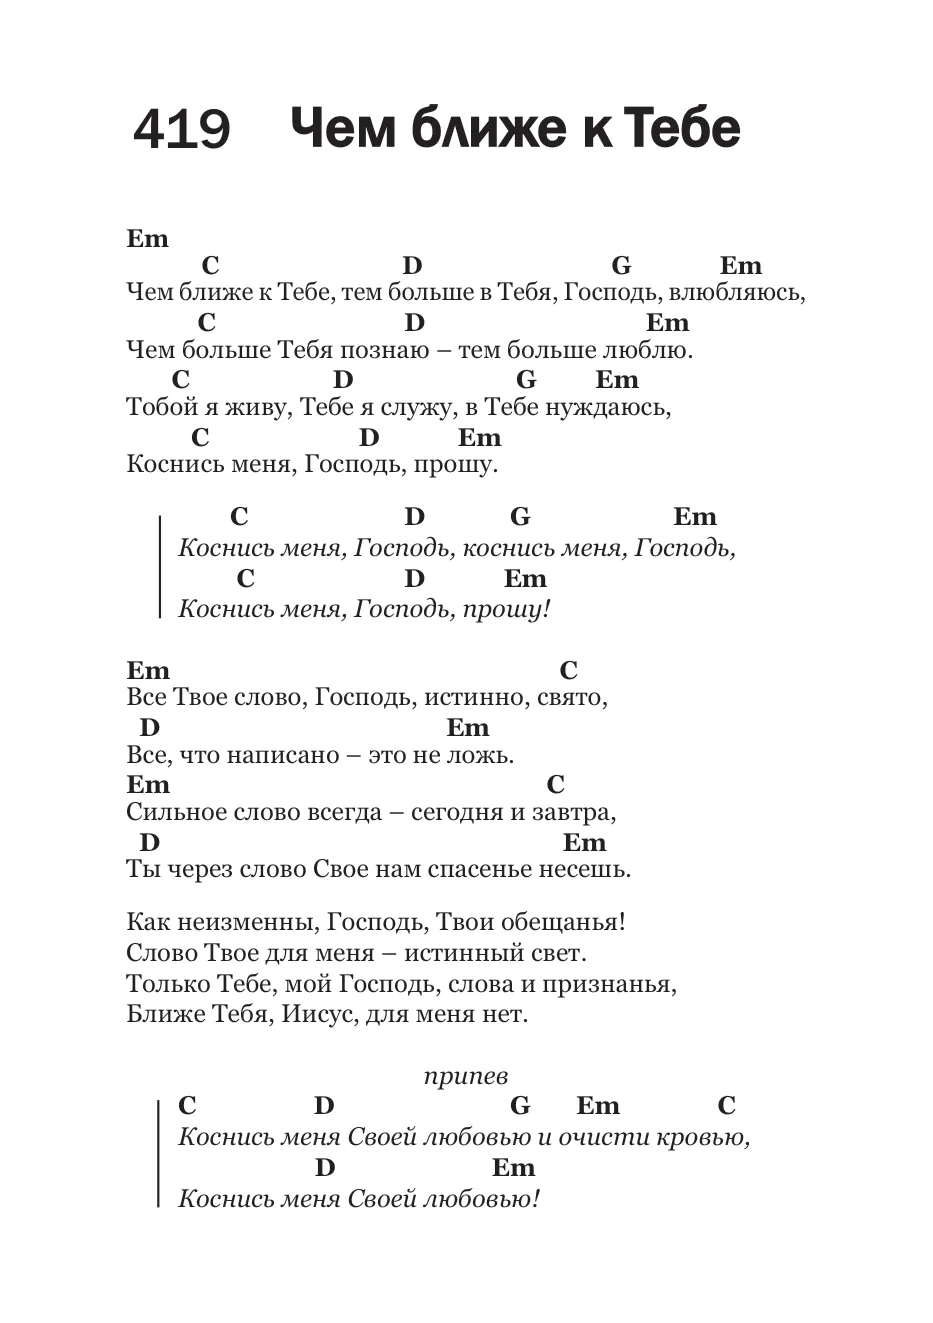 419 Чем ближе к Тебе
Em
C D G Em
Чем ближе к Тебе, тем больше в Тебя, Господь, влюбляюсь,
C D Em
Чем больше Тебя познаю – тем больше люблю.
C D G Em
Тобой я живу, Тебе я служу, в Тебе нуждаюсь,
C D Em
Коснись меня, Господь, прошу.
C D G Em
Коснись меня, Господь, коснись меня, Господь,
C D Em
Коснись меня, Господь, прошу!
Em C
Все Твое слово, Господь, истинно, свято,
D Em
Все, что написано – это не ложь.
Em C
Сильное слово всегда – сегодня и завтра,
D Em
Ты через слово Свое нам спасенье несешь.
Как неизменны, Господь, Твои обещанья!
Слово Твое для меня – истинный свет.
Только Тебе, мой Господь, слова и признанья,
Ближе Тебя, Иисус, для меня нет.
припев
C D G Em C
Коснись меня Своей любовью и очисти кровью,
D Em
Коснись меня Своей любовью!